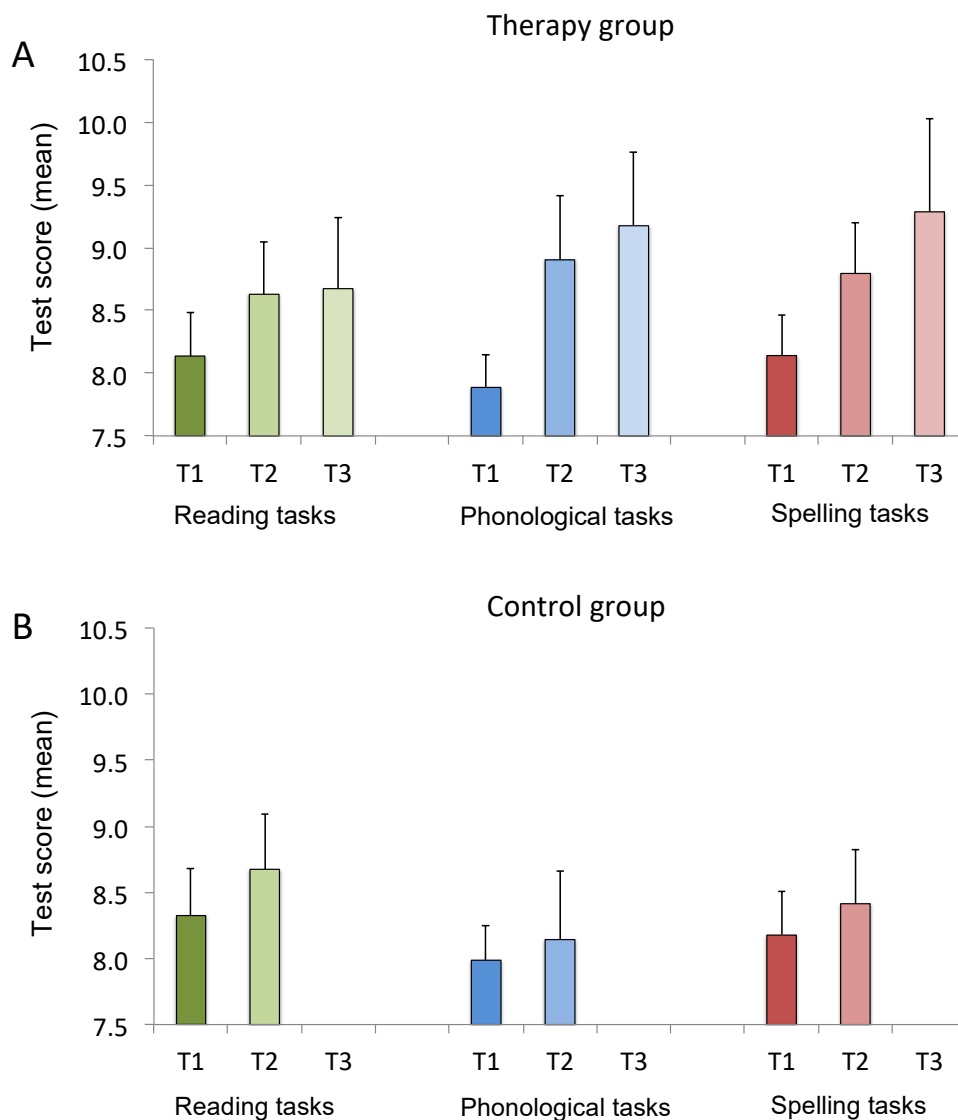 Therapy group
A
10.5
10.0
9.5
9.0
8.5
8.0
7.5
Test score (mean)
T1 T2 T3 T1 T2 T3 T1 T2 T3
Reading tasks Phonological tasks Spelling tasks
Control group
B
10.5
10.0
9.5
9.0
8.5
8.0
7.5
Test score (mean)
T1 T2 T3 T1 T2 T3 T1 T2 T3
Reading tasks Phonological tasks Spelling tasks